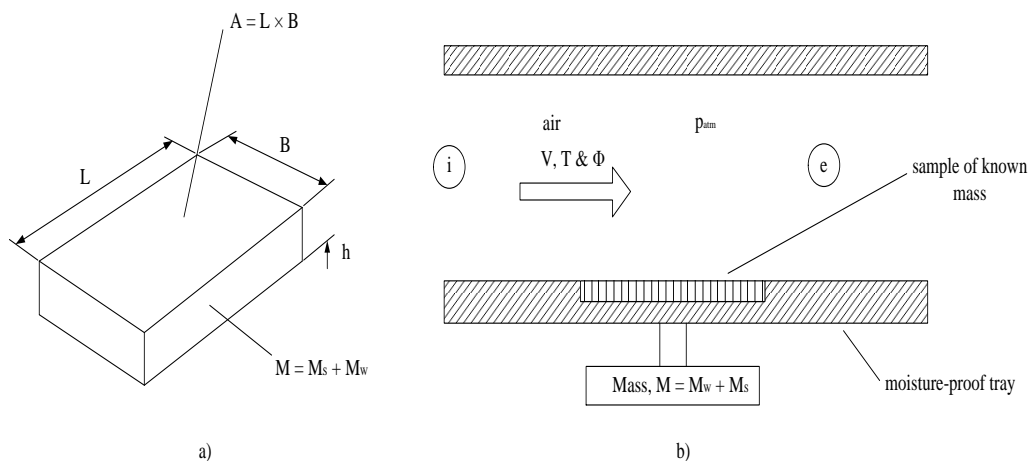 A = L × B
B
L
h
M = Ms + Mw
a)
air
patm
i
V, T & Φ
e
sample of known
mass
Mass, M = Mw + Ms
moisture-proof tray
b)